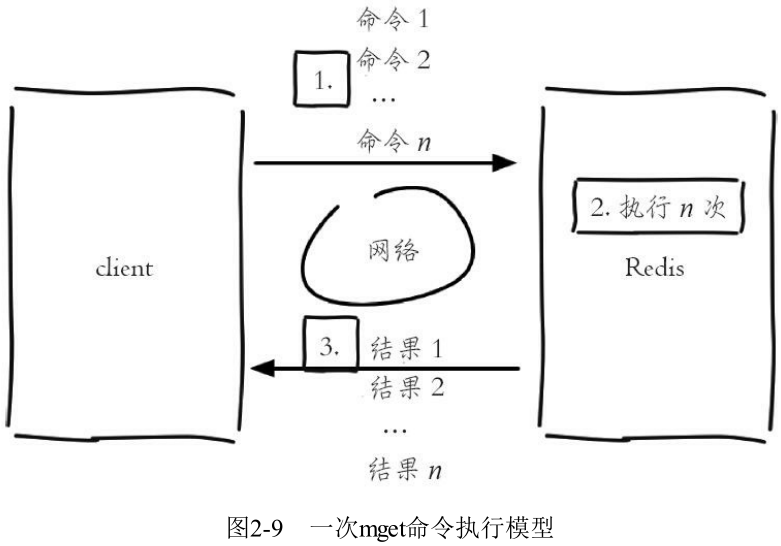 命令 1
命令 2
1.
...
命令 n
2. 执行 n 次
网络
client
Redis
3.
结果 1
结果 2
...
结果 n
图2-9 一次mget命令执行模型